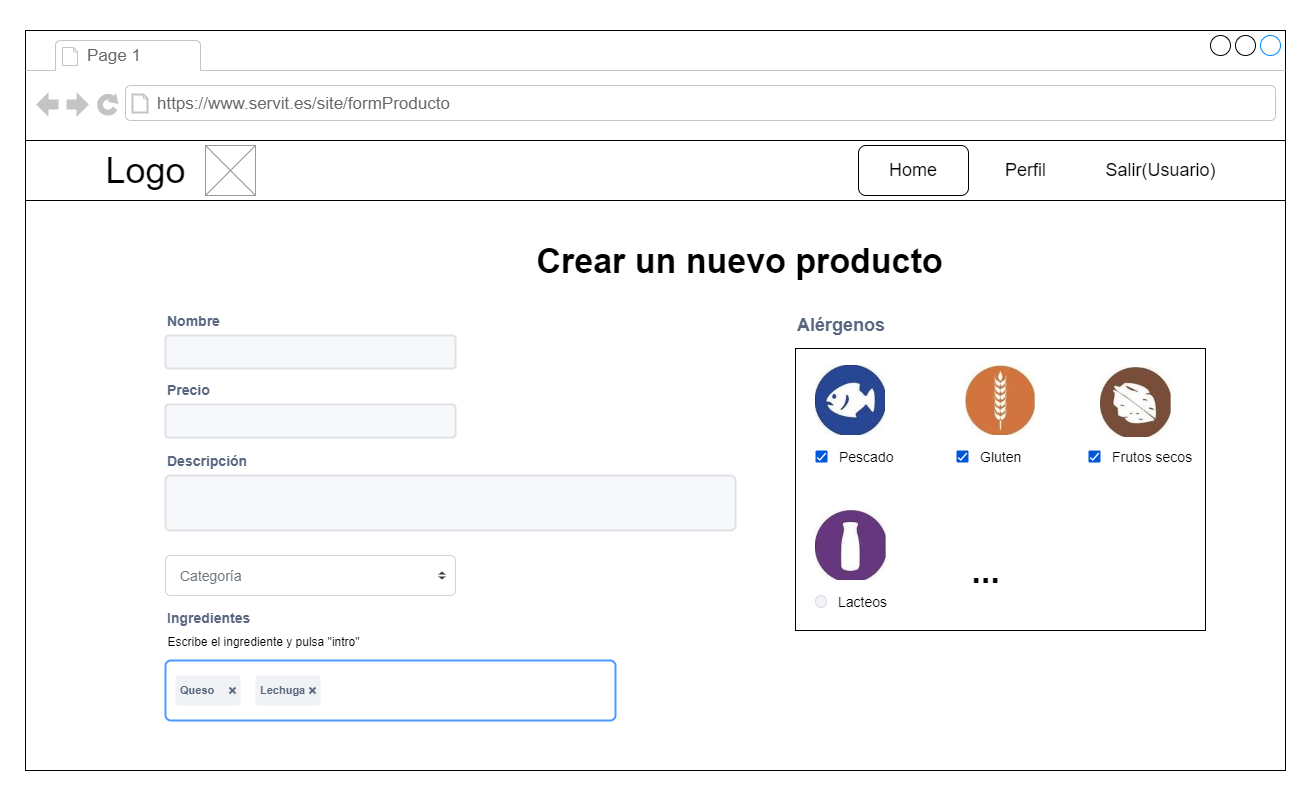 Page 1
https://www.servit.es/site/formProducto
Logo
Home
Perfil
Salir(Usuario)
Crear un nuevo producto
Nombre
Precio
Descripción
Categoría
Ingredientes
Escribe el ingrediente y pulsa "intro"
Queso ×
Lechuga ×
Alérgenos
Pescado
Gluten
Frutos secos
Lacteos
...